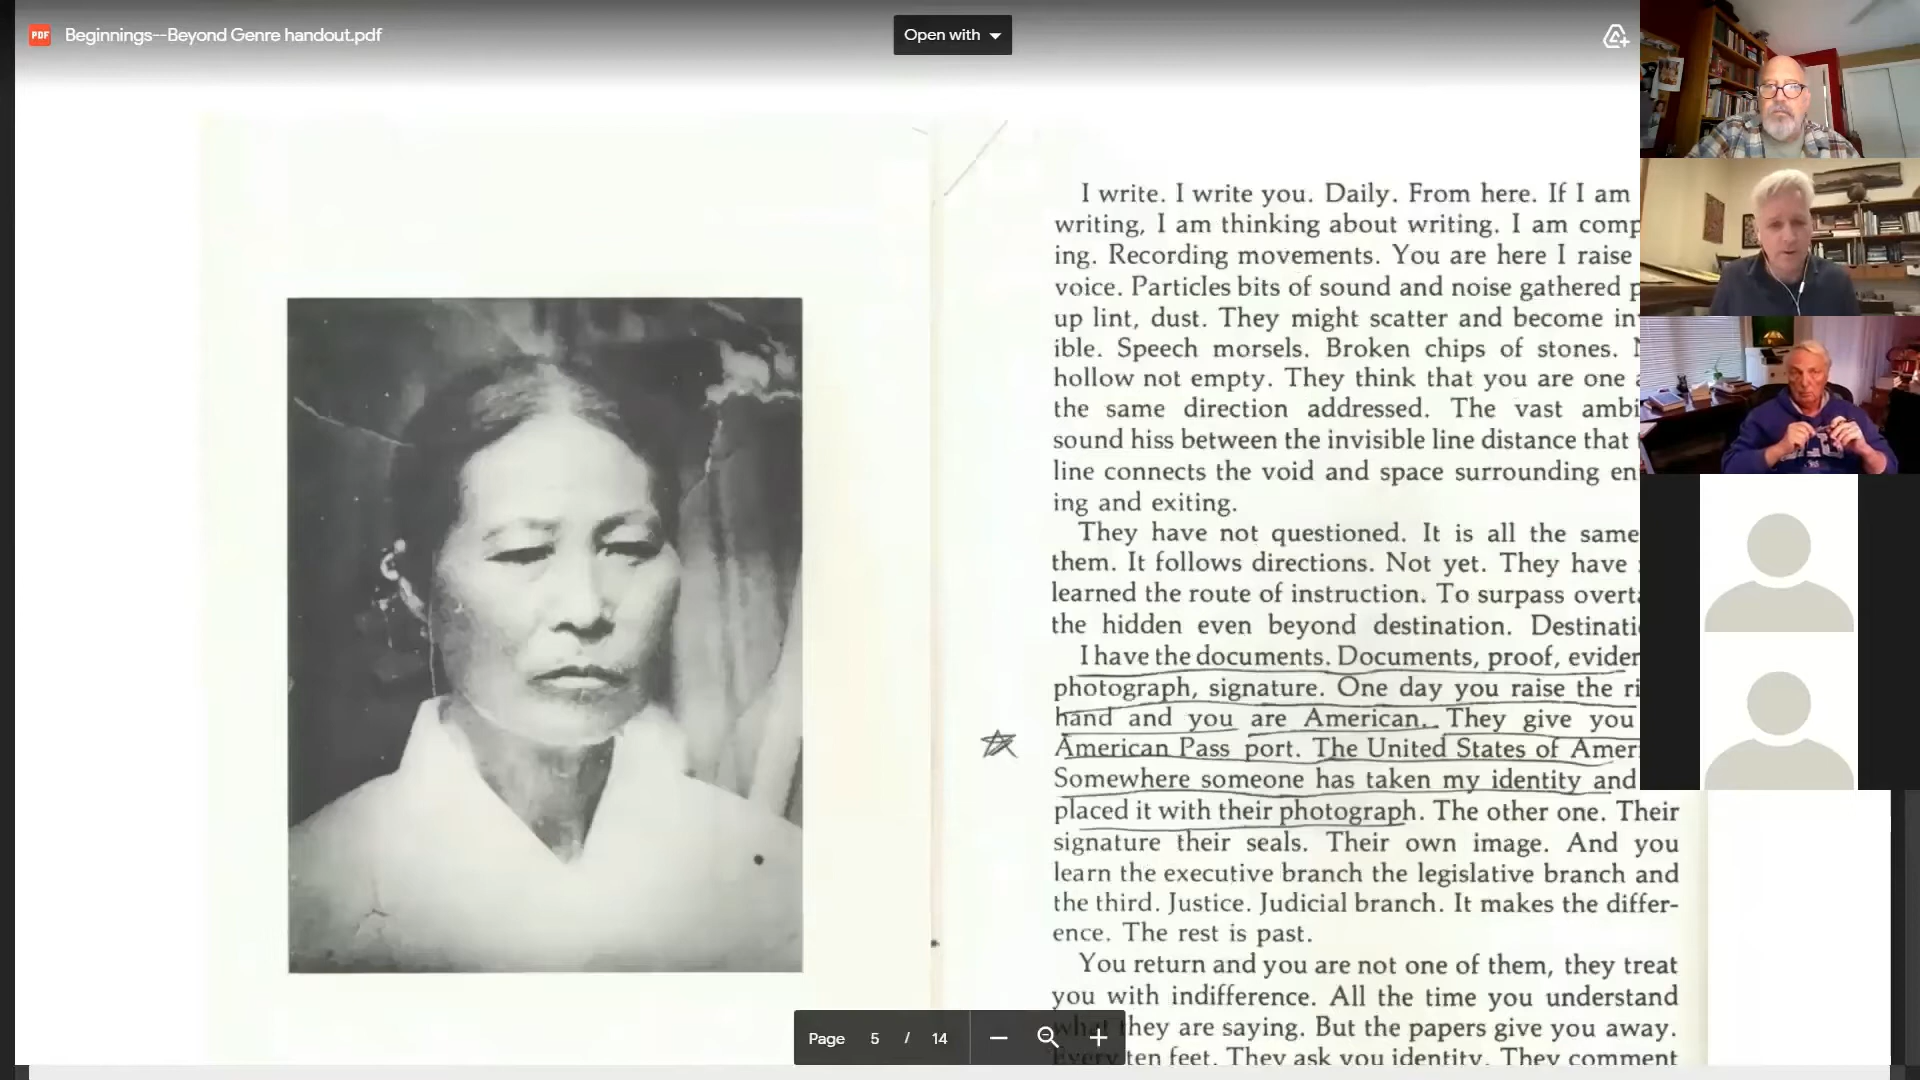 PDF
Beginnings--Beyond Genre handout.pdf
Open with
I write. I write you. Daily. From here. If I am
writing, I am thinking about writing. I am comp
ing. Recording movements. You are here I raise
voice. Particles bits of sound and noise gathered p
up lint, dust. They might scatter and become in
ible. Speech morsels. Broken chips of stones.
hollow not empty. They think that you are one
the same direction addressed. The vast ambi
sound hiss between the invisible line distance that
line connects the void and space surrounding en
ing and exiting.
They have not questioned. It is all the same
them. It follows directions. Not yet. They have
learned the route of instruction. To surpass overt
the hidden even beyond destination. Destinati
I have the documents. Documents, proof, eviden
photograph, signature. One day you raise the ri
hand and you are American. They give you
American Pass port. The United States of Amer
Somewhere someone has taken my identity and
placed it with their photograph. The other one. Their
signature their seals. Their own image. And you
learn the executive branch the legislative branch and
the third. Justice. Judicial branch. It makes the differ-
ence. The rest is past.
You return and you are not one of them, they treat
you with indifference. All the time you understand
what they are saying. But the papers give you away.
Every ten feet. They ask you identity. They comment
Page 5 / 14